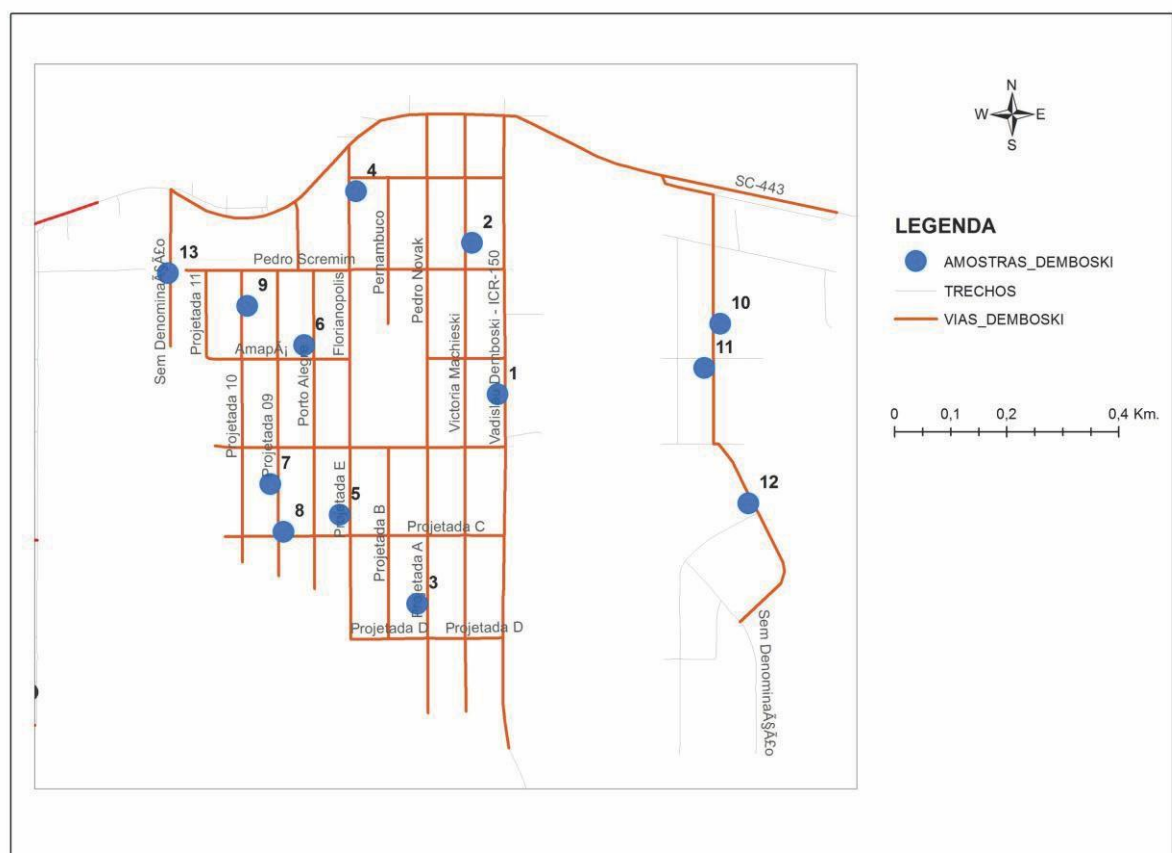 N
W E
S
SC-443
LEGENDA
AMOSTRAS_DEMBOSKI
TRECHOS
VIAS_DEMBOSKI
0 0,1 0,2 0,4 Km.
4
2
13
Pedro Scremim
9
6
10
11
AmapÃ¡
1
7
8
5
12
3
Projetada C
Projetada D
Projetada D
Sem DenominaÃ§Ã£o
Projetada 11
Projetada 10
Projetada 09
Porto Alegre
Florianopolis
Pernambuco
Pedro Novak
Victoria Machieski
Vadislau Demboski - ICR-150
Projetada E
Projetada B
Projetada A
Sem DenominaÃ§Ã£o